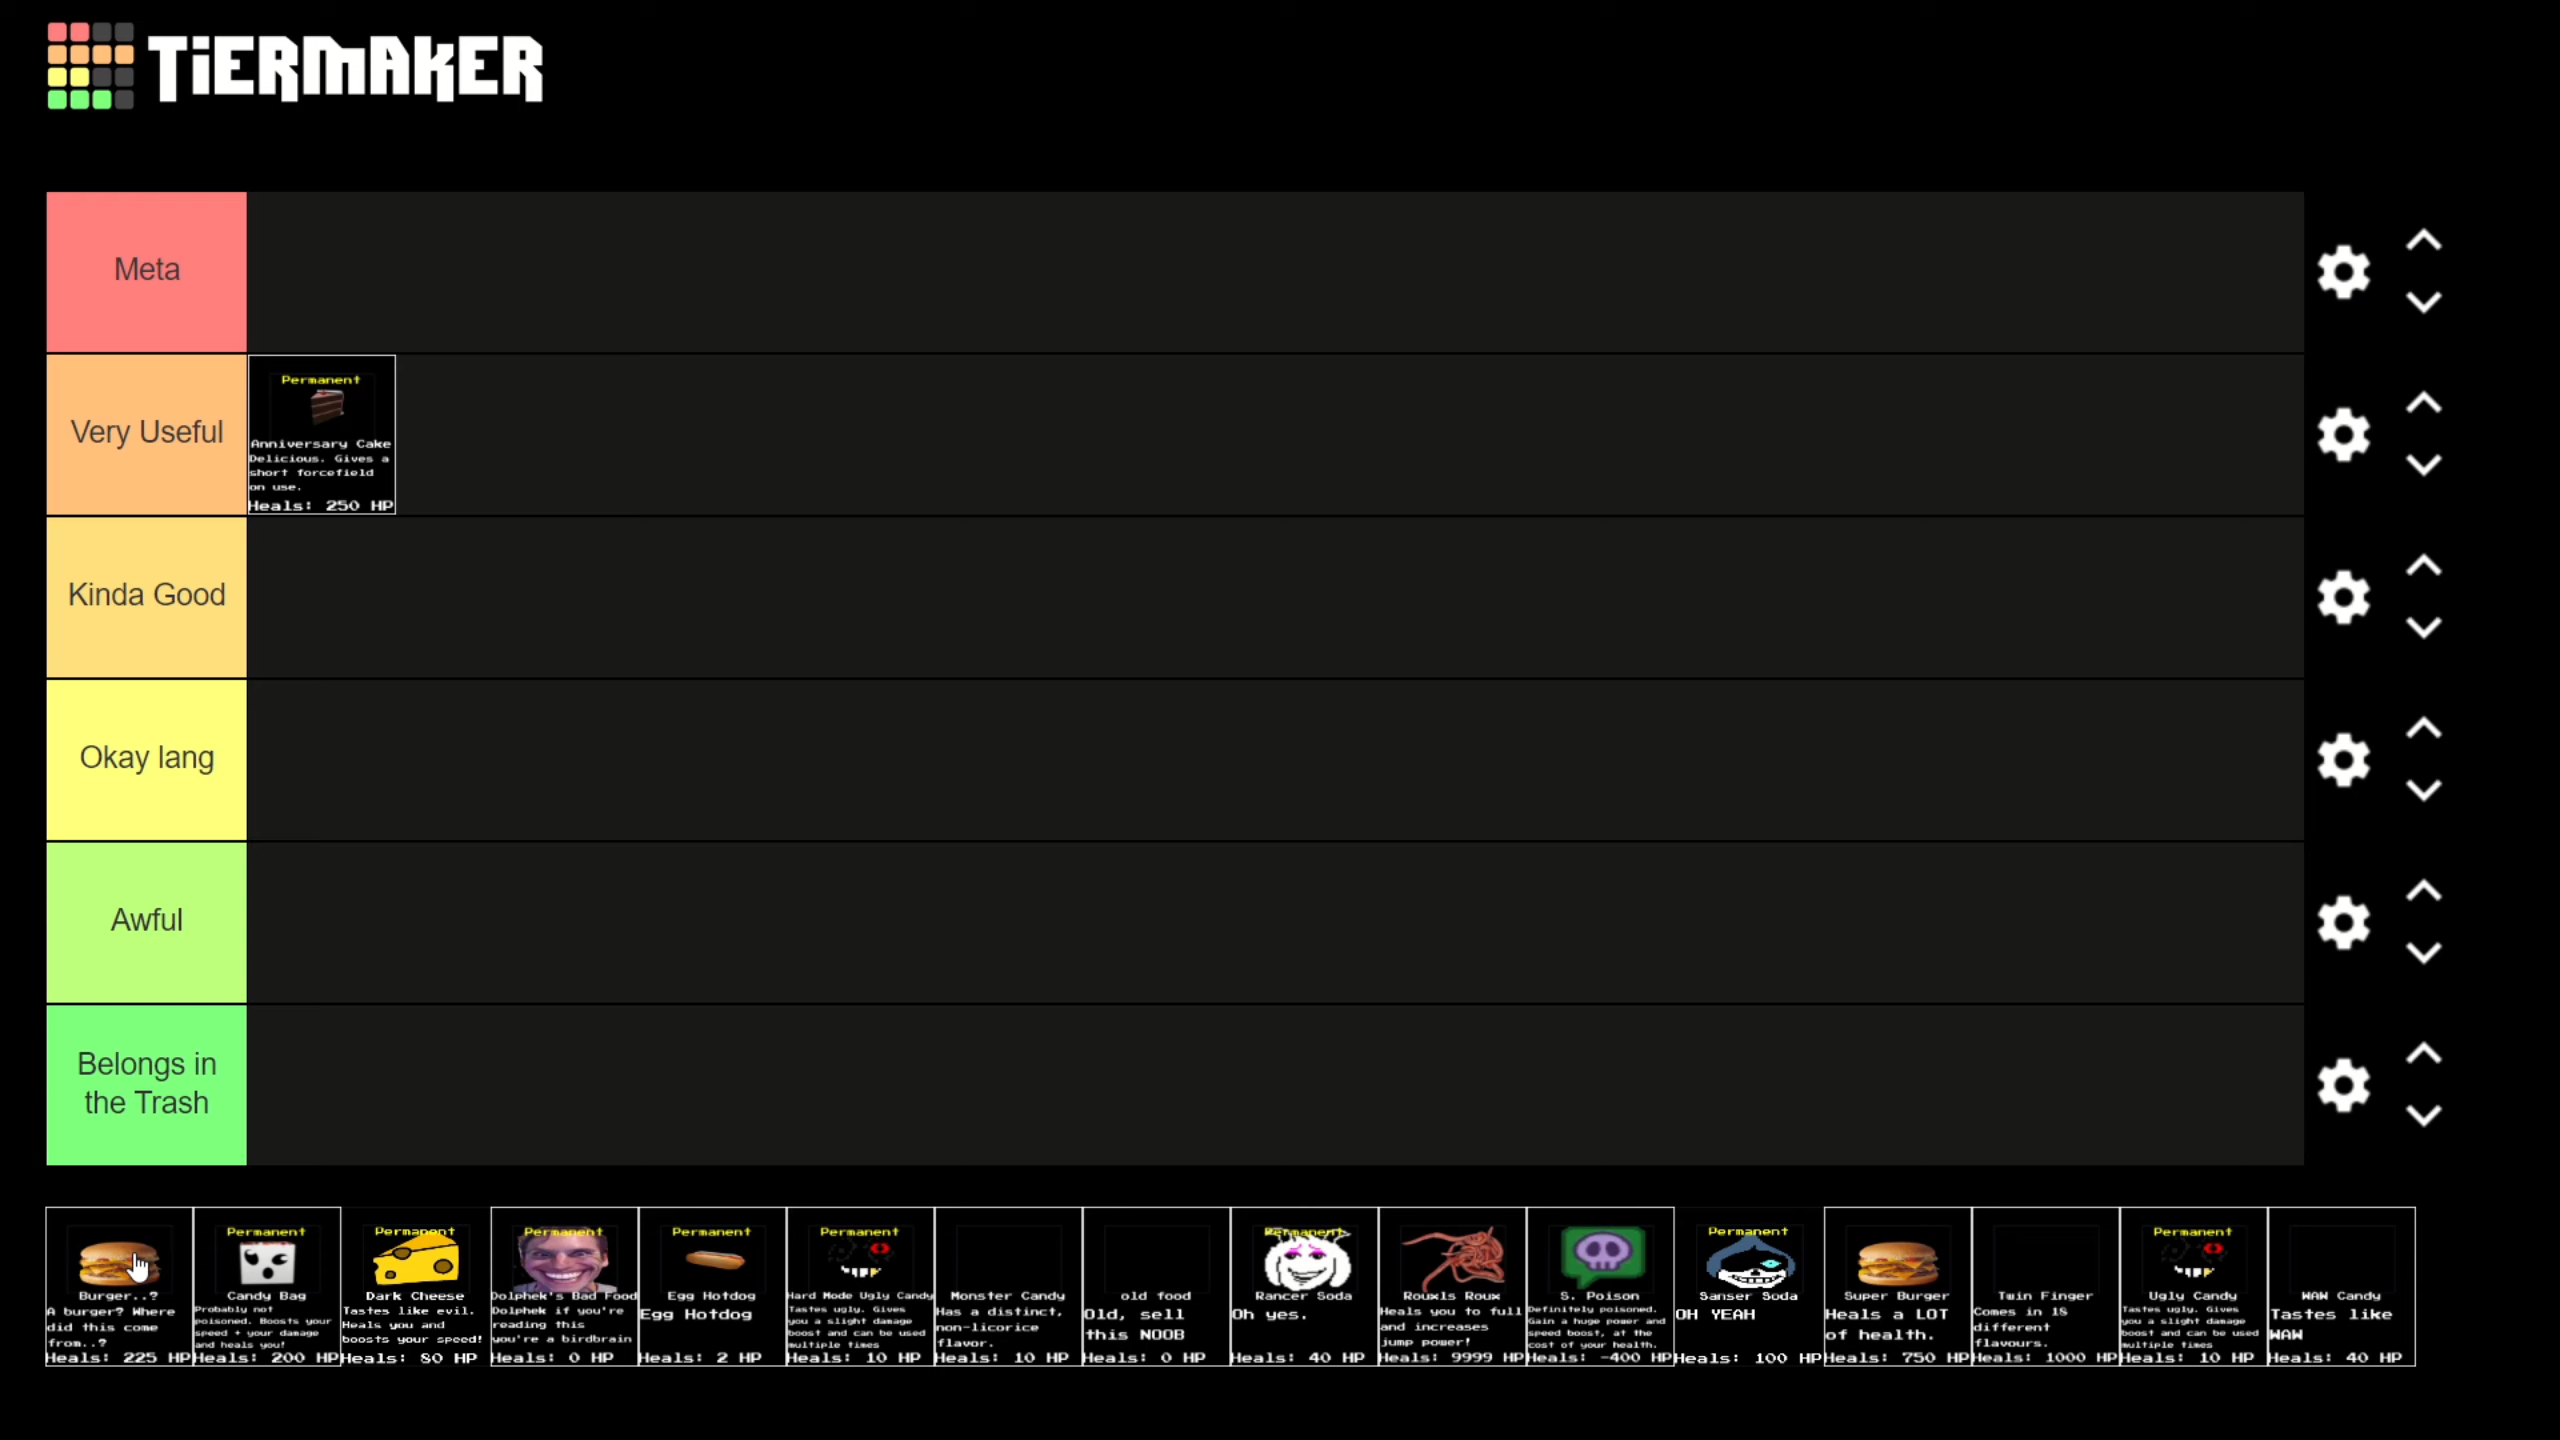 TiERMAKER
Meta
Very Useful
Permanent
Anniversary Cake
Delicious. Gives a
short forcefield
on use.
Heals: 250 HP
Kinda Good
Okay lang
Awful
Belongs in
the Trash
Burger..?
A burger? Where
did this come
from..?
Heals: 225 HP
Permanent
Candy Bag
Probably not
poisoned. Boosts your
speed + your damage
and heals you!
Heals: 200 HP
Permanent
Dark Cheese
Tastes like evil.
Heals you and
boosts your speed!
Heals: 80 HP
Permanent
Dolphek's Bad Food
Dolphek if you're
reading this
you're a birdbrain
Heals: 0 HP
Permanent
Egg Hotdog
Egg Hotdog
Heals: 2 HP
Permanent
Hard Mode Ugly Candy
Tastes ugly. Gives
you a slight damage
boost and can be used
multiple times
Heals: 10 HP
Monster Candy
Has a distinct,
non-licorice
flavor.
Heals: 10 HP
old food
Old, sell
this NOOB
Heals: 0 HP
Permanent
Rancer Soda
Oh yes.
Heals: 40 HP
Rouxls Roux
Heals you to full
and increases
jump power!
Heals: 9999 HP
S. Poison
Definitely poisoned.
Gain a huge power and
speed boost, at the
cost of your health.
Heals: -400 HP
Permanent
Sanser Soda
OH YEAH
Heals: 100 HP
Super Burger
Heals a LOT
of health.
Heals: 750 HP
Twin Finger
Comes in 18
different
flavours.
Heals: 1000 HP
Permanent
Ugly Candy
Tastes ugly. Gives
you a slight damage
boost and can be used
multiple times
Heals: 10 HP
WAW Candy
Tastes like
WAW
Heals: 40 HP